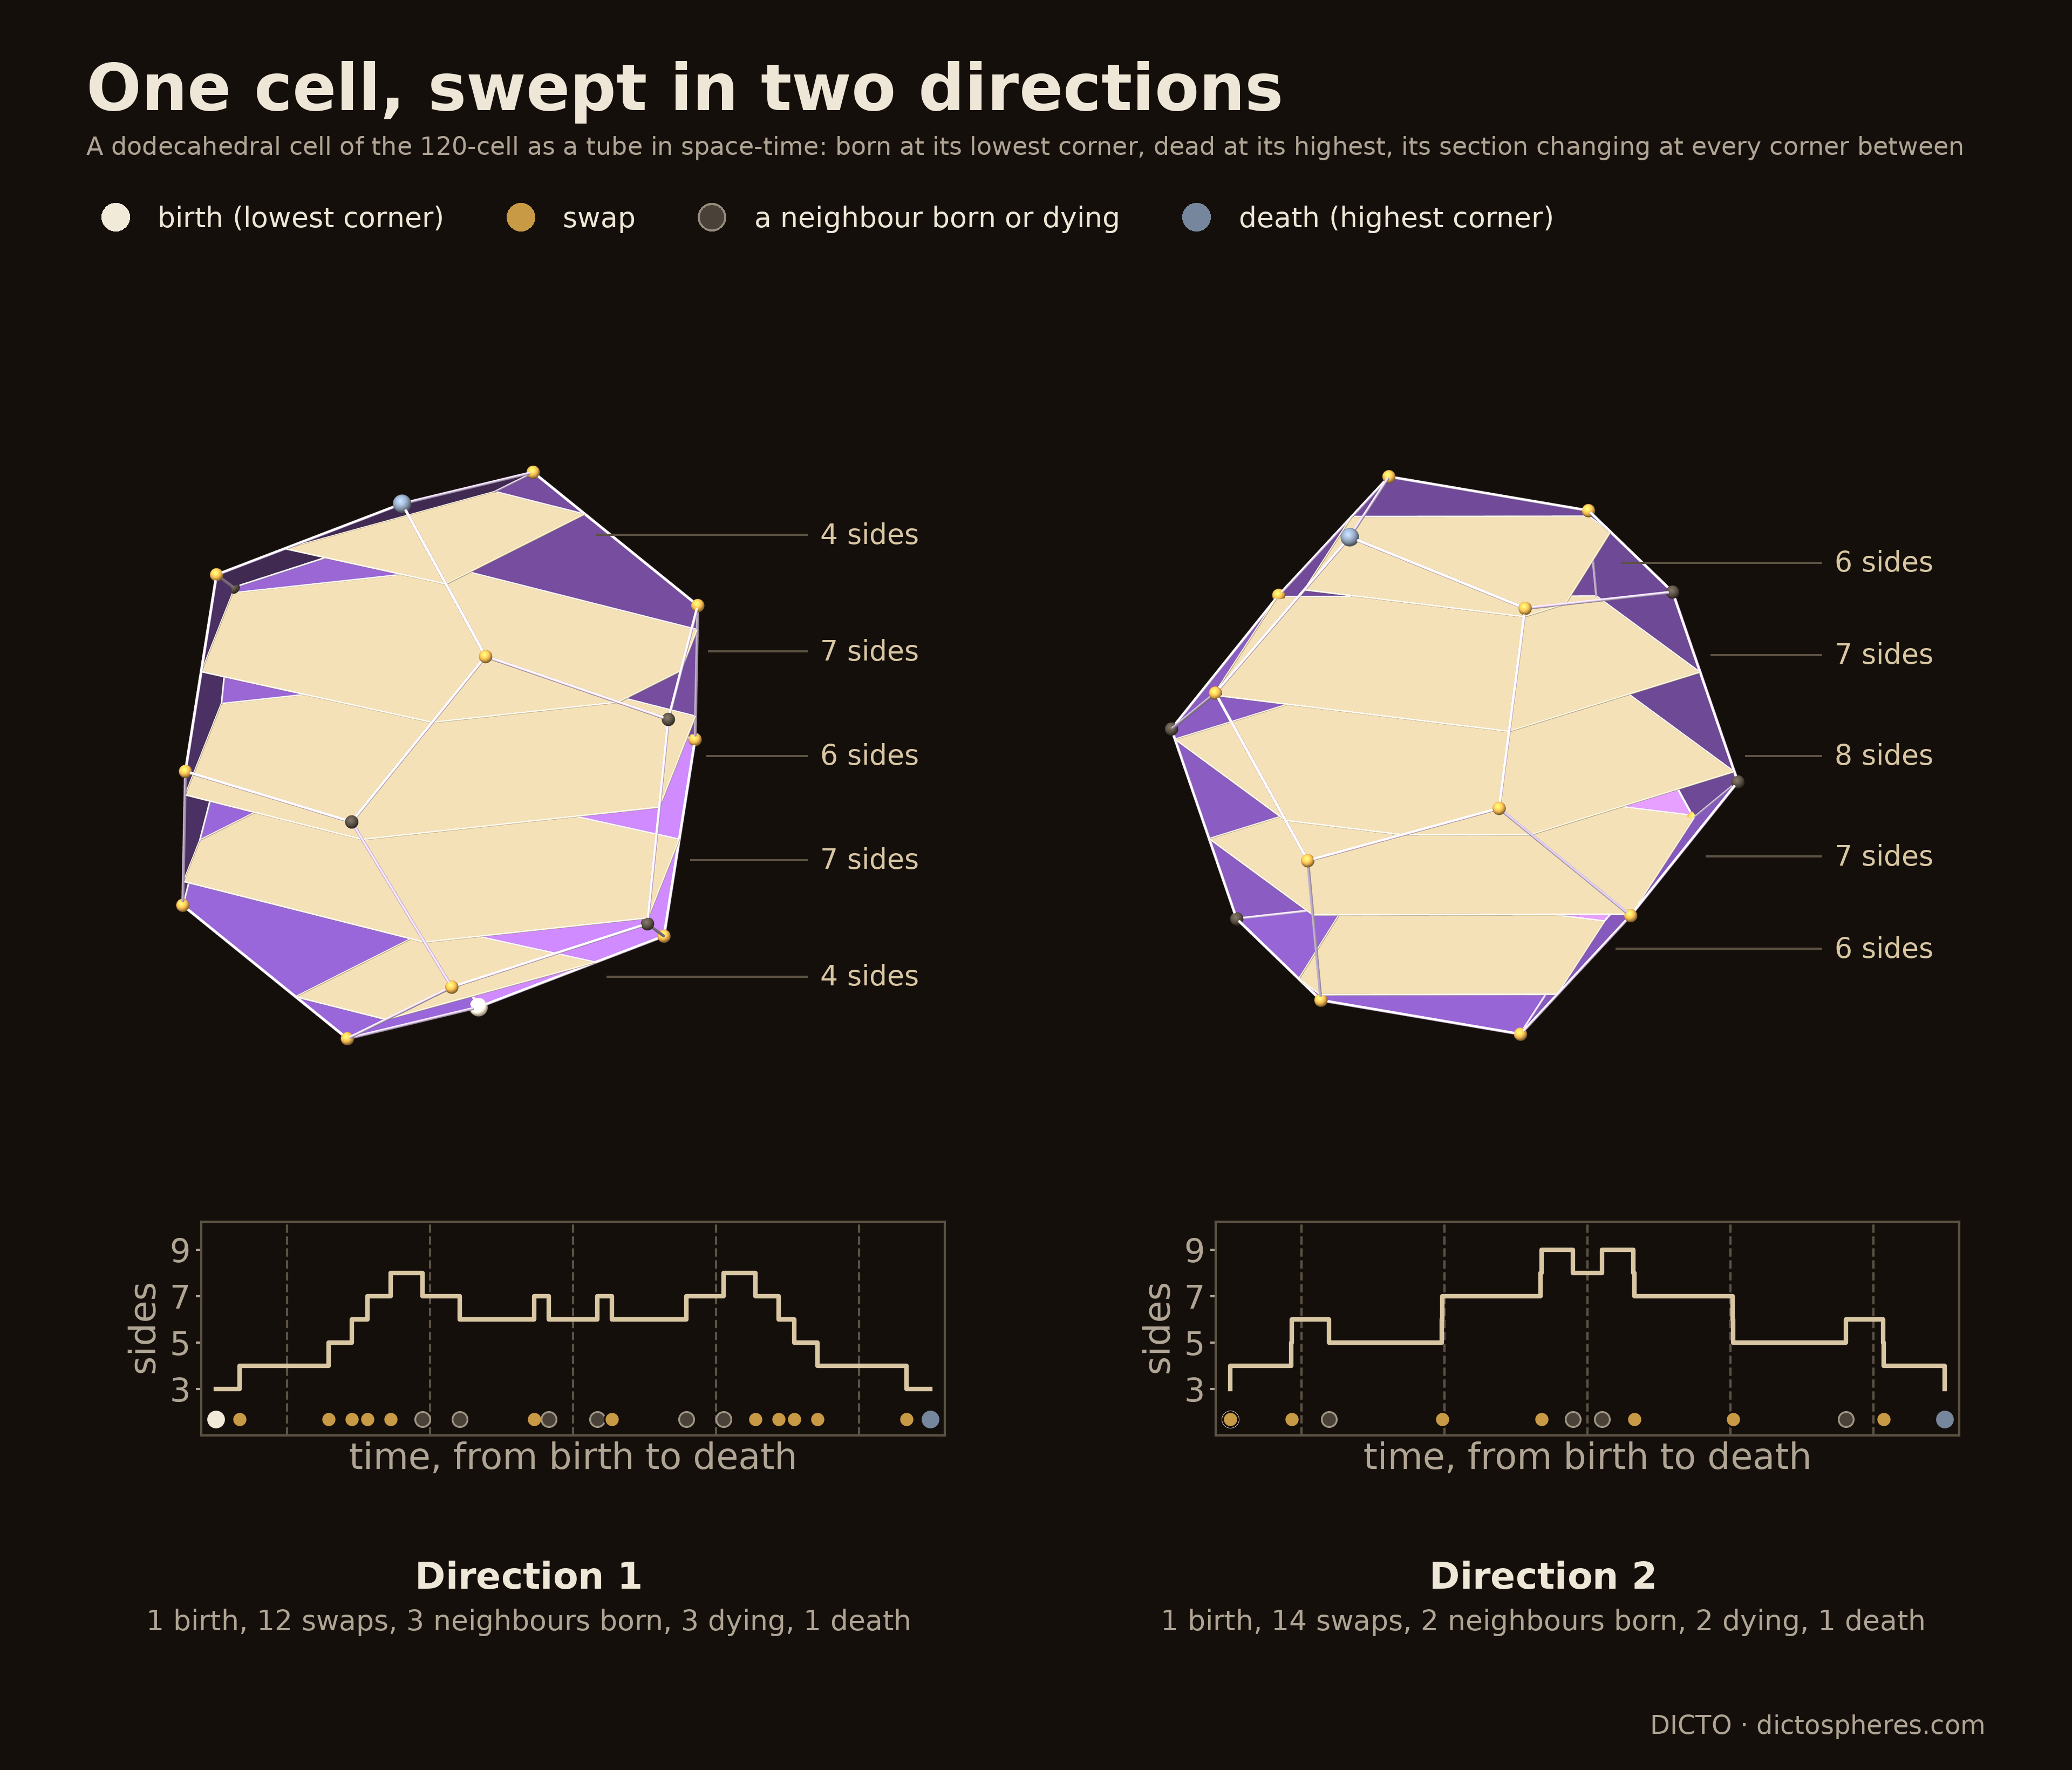 One cell, swept in two directions
A dodecahedral cell of the 120-cell as a tube in space-time: born at its lowest corner, dead at its highest, its section changing at every corner between
birth (lowest corner) swap a neighbour born or dying death (highest corner)
4 sides
7 sides
6 sides
7 sides
4 sides
6 sides
7 sides
8 sides
7 sides
6 sides
sides
9
7
5
3
time, from birth to death
sides
9
7
5
3
time, from birth to death
Direction 1
1 birth, 12 swaps, 3 neighbours born, 3 dying, 1 death
Direction 2
1 birth, 14 swaps, 2 neighbours born, 2 dying, 1 death
DICTO · dictospheres.com